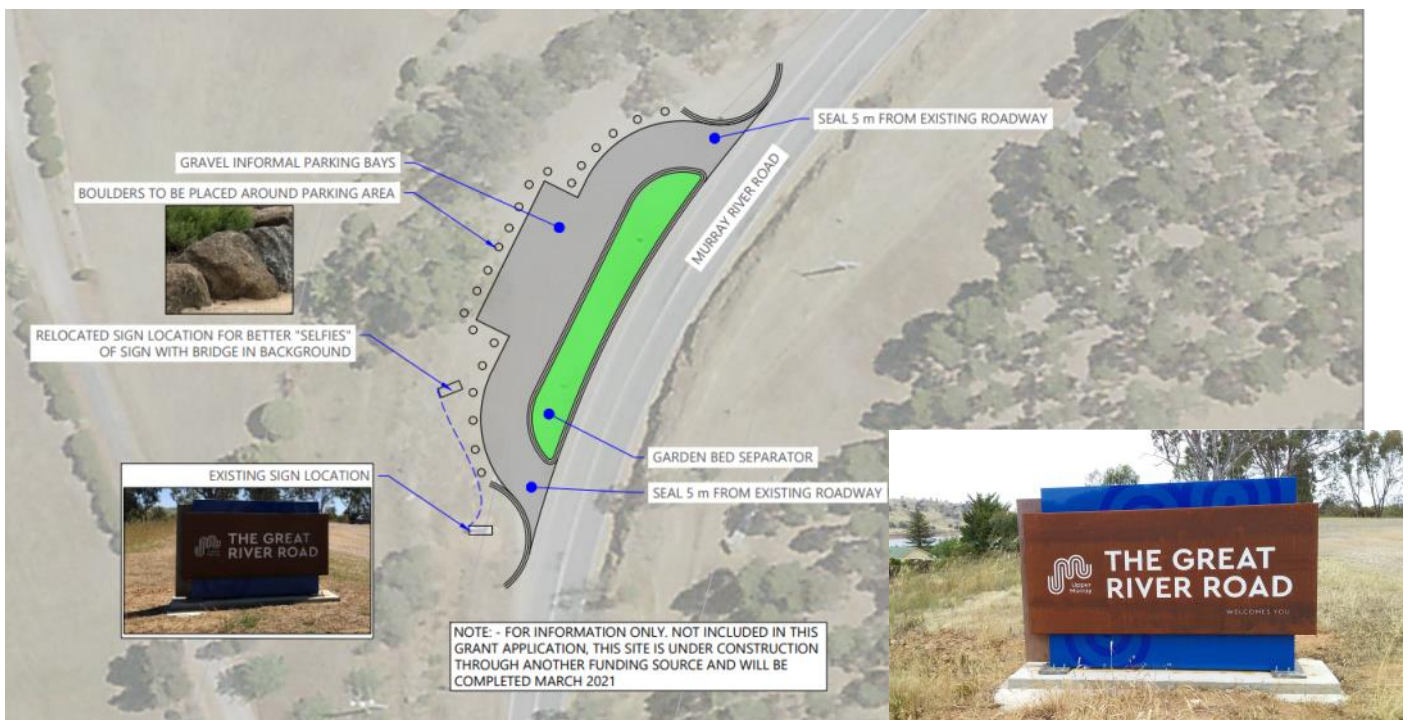 SEAL 5 m FROM EXISTING ROADWAY
GRAVEL INFORMAL PARKING BAYS
BOULDERS TO BE PLACED AROUND PARKING AREA
MURRAY RIVER ROAD
RELOCATED SIGN LOCATION FOR BETTER "SELFIES"
OF SIGN WITH BRIDGE IN BACKGROUND
GARDEN BED SEPARATOR
EXISTING SIGN LOCATION
SEAL 5 m FROM EXISTING ROADWAY
THE GREAT
RIVER ROAD
NOTE: - FOR INFORMATION ONLY. NOT INCLUDED IN THIS
GRANT APPLICATION, THIS SITE IS UNDER CONSTRUCTION
THROUGH ANOTHER FUNDING SOURCE AND WILL BE
COMPLETED MARCH 2021
Upper
Murray
THE GREAT
RIVER ROAD
WELCOMES YOU